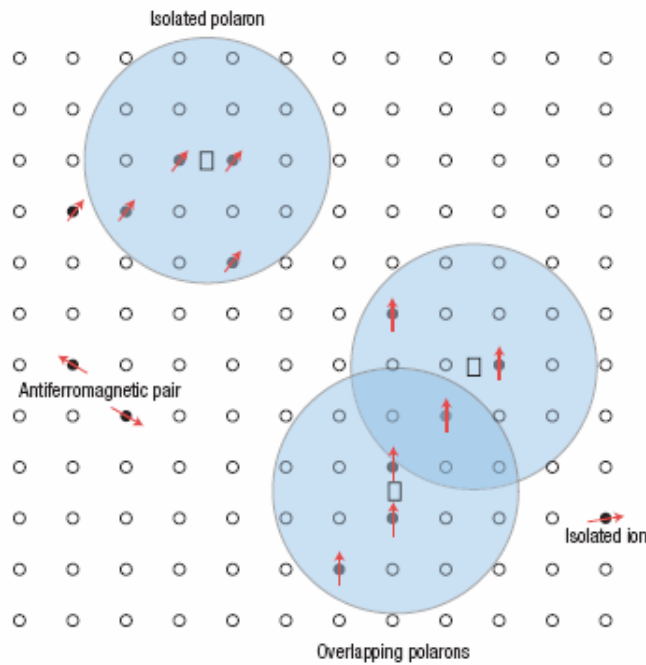 Isolated polaron
Antiferromagnetic pair
Isolated ion
Overlapping polarons